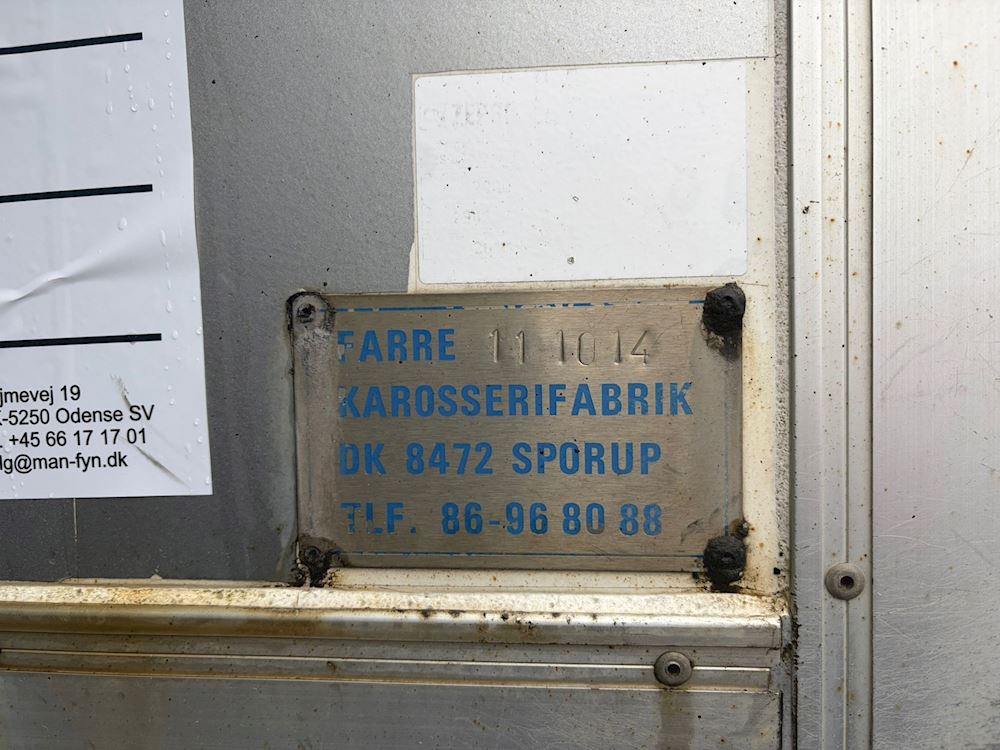 jmevej 19
K-5250 Odense SV
+45 66 17 17 01
@man-fyn.dk
FARRE 11 1014
KAROSSERIFABRIK
DK 8472 SPORUP
TLF. 86-96 80 88